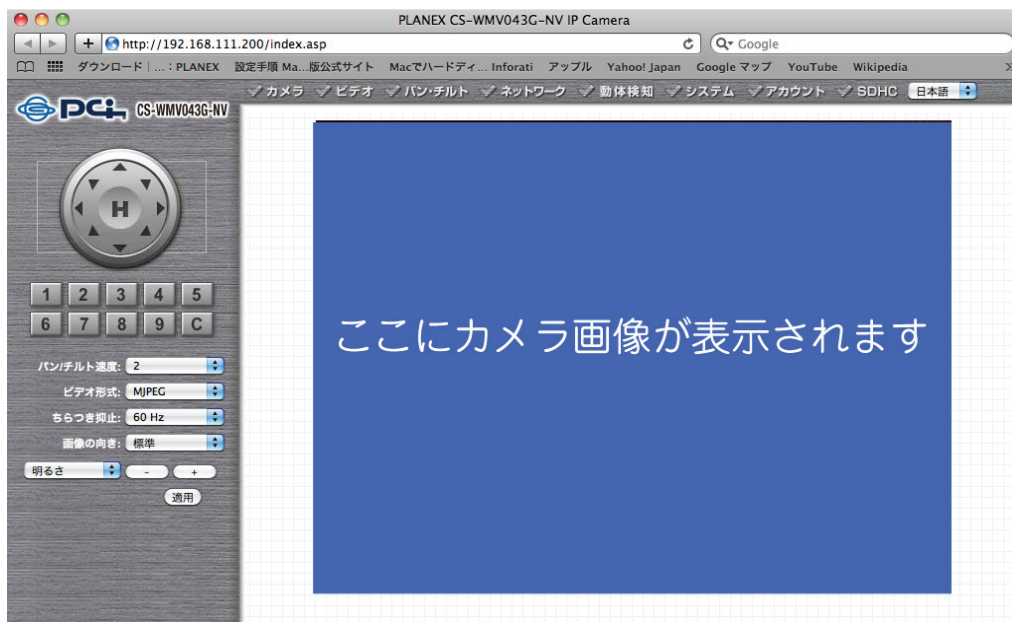 PLANEX CS-WMV043G-NV IP Camera
http://192.168.111.200/index.asp
Google
ダウンロード | ...：PLANEX 設定手順 Ma...版公式サイト Macでハードディ... Inforati アップル Yahoo! Japan Google マップ YouTube Wikipedia
カメラ ビデオ パン・チルト ネットワーク 動体検知 システム アカウント SDHC 日本語
PCi CS-WMV043G-NV
H
1 2 3 4 5
6 7 8 9 C
パン/チルト速度: 2
ビデオ形式: MJPEG
ちらつき抑止: 60 Hz
画像の向き: 標準
明るさ - +
適用
ここにカメラ画像が表示されます